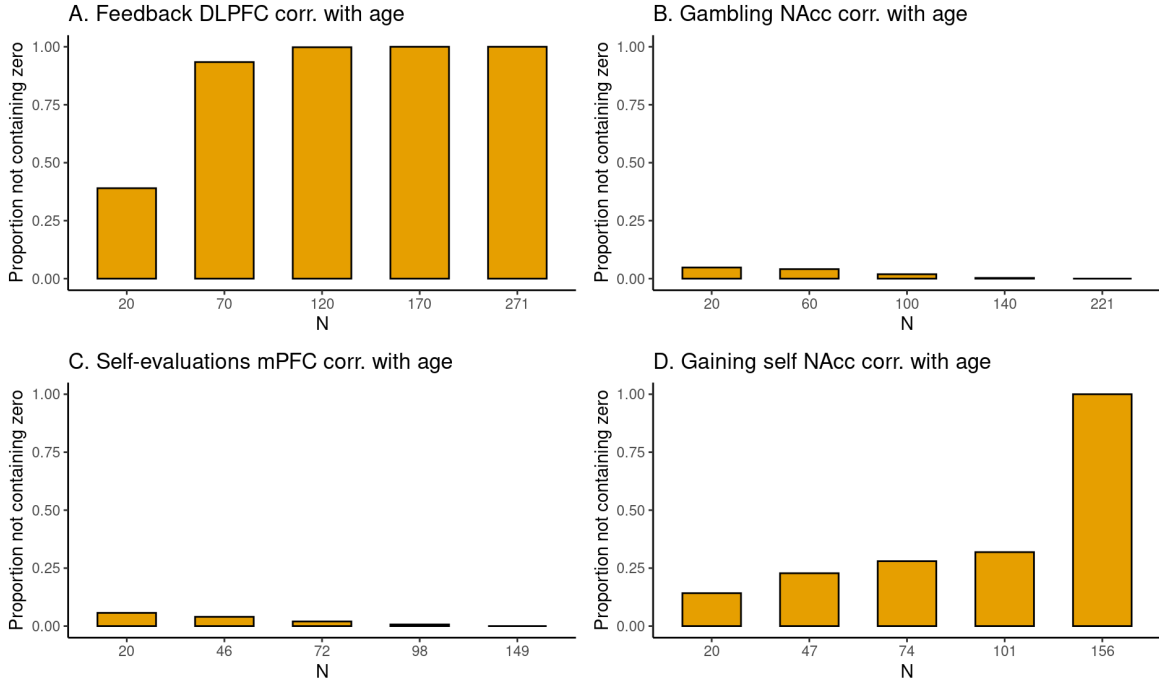 A. Feedback DLPFC corr. with age
Proportion not containing zero
1.00
0.75
0.50
0.25
0.00
20 70 120 170 271
N
B. Gambling NAcc corr. with age
Proportion not containing zero
1.00
0.75
0.50
0.25
0.00
20 60 100 140 221
N
C. Self-evaluations mPFC corr. with age
Proportion not containing zero
1.00
0.75
0.50
0.25
0.00
20 46 72 98 149
N
D. Gaining self NAcc corr. with age
Proportion not containing zero
1.00
0.75
0.50
0.25
0.00
20 47 74 101 156
N